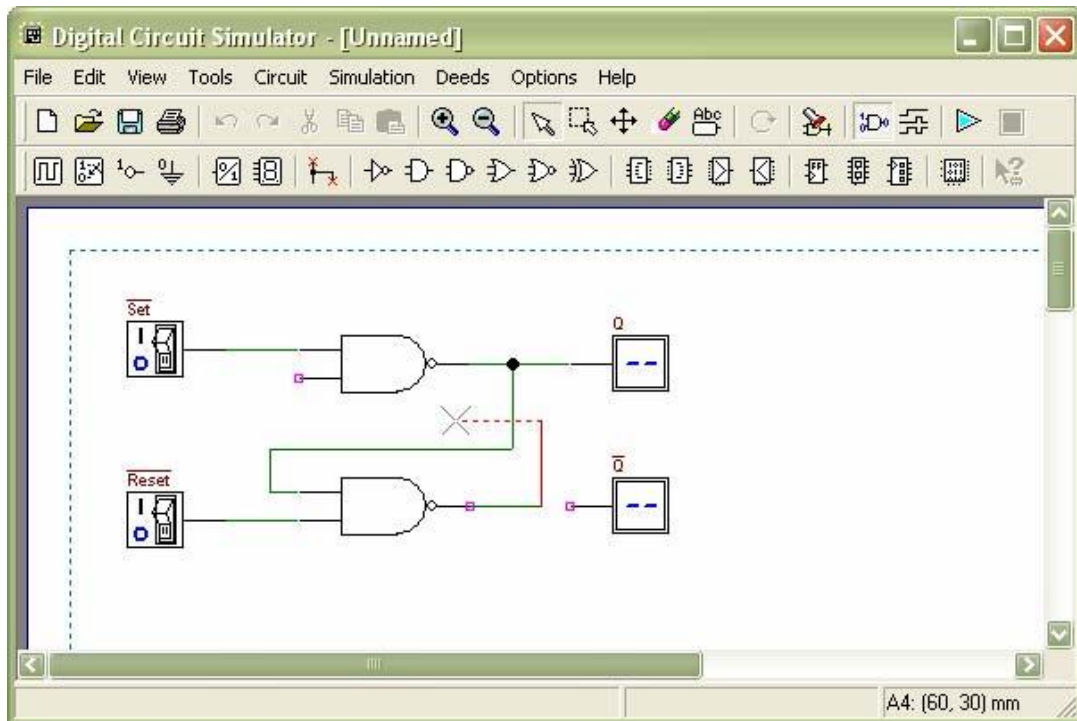 Digital Circuit Simulator - [Unnamed]
File Edit View Tools Circuit Simulation Deeds Options Help
Abc
Set
Q
Reset
Q
A4: (60, 30) mm